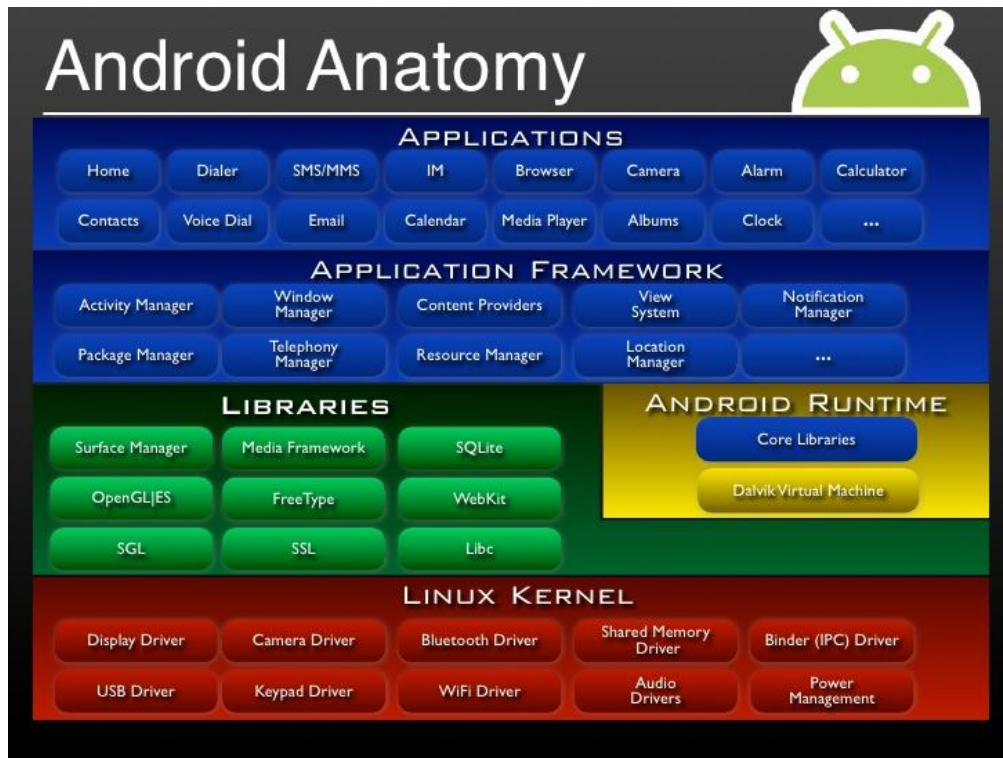 Android Anatomy
APPLICATIONS
Home Dialer SMS/MMS IM Browser Camera Alarm Calculator
Contacts Voice Dial Email Calendar Media Player Albums Clock ...
APPLICATION FRAMEWORK
Activity Manager Window Manager Content Providers View System Notification Manager
Package Manager Telephony Manager Resource Manager Location Manager ...
LIBRARIES
Surface Manager Media Framework SQLite
OpenGL|ES FreeType WebKit
SGL SSL Libc
ANDROID RUNTIME
Core Libraries
Dalvik Virtual Machine
LINUX KERNEL
Display Driver Camera Driver Bluetooth Driver Shared Memory Driver Binder (IPC) Driver
USB Driver Keypad Driver WiFi Driver Audio Drivers Power Management